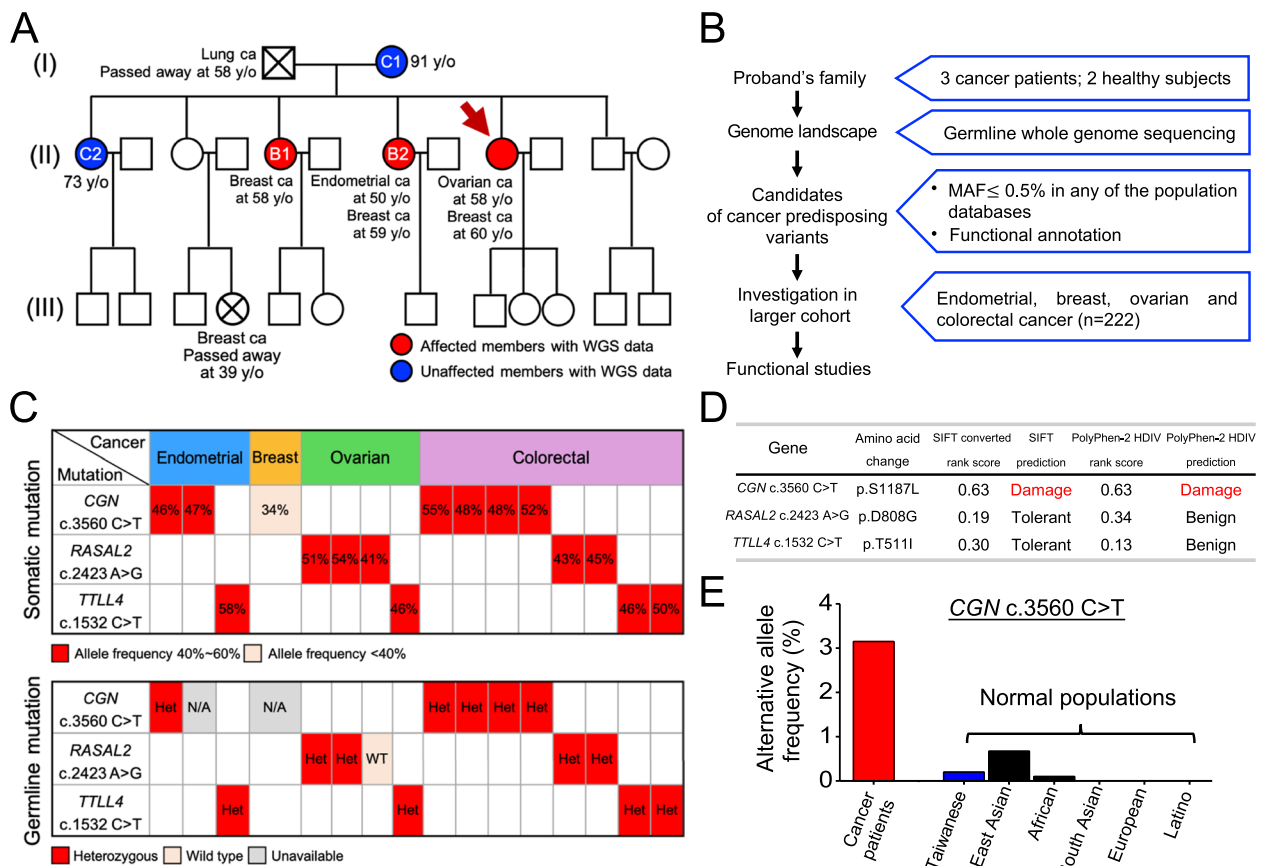 A
(I)
Lung ca
Passed away at 58 y/o
C1
91 y/o
(II)
C2
73 y/o
B1
Breast ca
at 58 y/o
B2
Endometrial ca
at 50 y/o
Breast ca
at 59 y/o
Ovarian ca
at 58 y/o
Breast ca
at 60 y/o
(III)
Breast ca
Passed away
at 39 y/o
Affected members with WGS data
Unaffected members with WGS data
B
Proband's family
3 cancer patients; 2 healthy subjects
Genome landscape
Germline whole genome sequencing
Candidates
of cancer predisposing
variants
• MAF≤ 0.5% in any of the population
databases
• Functional annotation
Investigation in
larger cohort
Endometrial, breast, ovarian and
colorectal cancer (n=222)
Functional studies
C
Somatic mutation
Cancer
Mutation
Endometrial Breast Ovarian Colorectal
CGN
c.3560 C>T
46% 47% 34% 55% 48% 48% 52%
RASAL2
c.2423 A>G
51% 54% 41% 43% 45%
TTLL4
c.1532 C>T
58% 46% 46% 50%
Allele frequency 40%~60% Allele frequency <40%
Germline mutation
CGN
c.3560 C>T
Het N/A N/A Het Het Het Het
RASAL2
c.2423 A>G
Het Het WT Het Het
TTLL4
c.1532 C>T
Het Het Het Het
Heterozygous Wild type Unavailable
D
Gene
Amino acid
change
SIFT converted
rank score
SIFT
prediction
PolyPhen-2 HDIV
rank score
PolyPhen-2 HDIV
prediction
CGN c.3560 C>T p.S1187L 0.63 Damage 0.63 Damage
RASAL2 c.2423 A>G p.D808G 0.19 Tolerant 0.34 Benign
TTLL4 c.1532 C>T p.T511I 0.30 Tolerant 0.13 Benign
E
CGN c.3560 C>T
Alternative allele
frequency (%)
4
3
2
1
0
Normal populations
Cancer
patients
Taiwanese
East Asian
African
South Asian
European
Latino